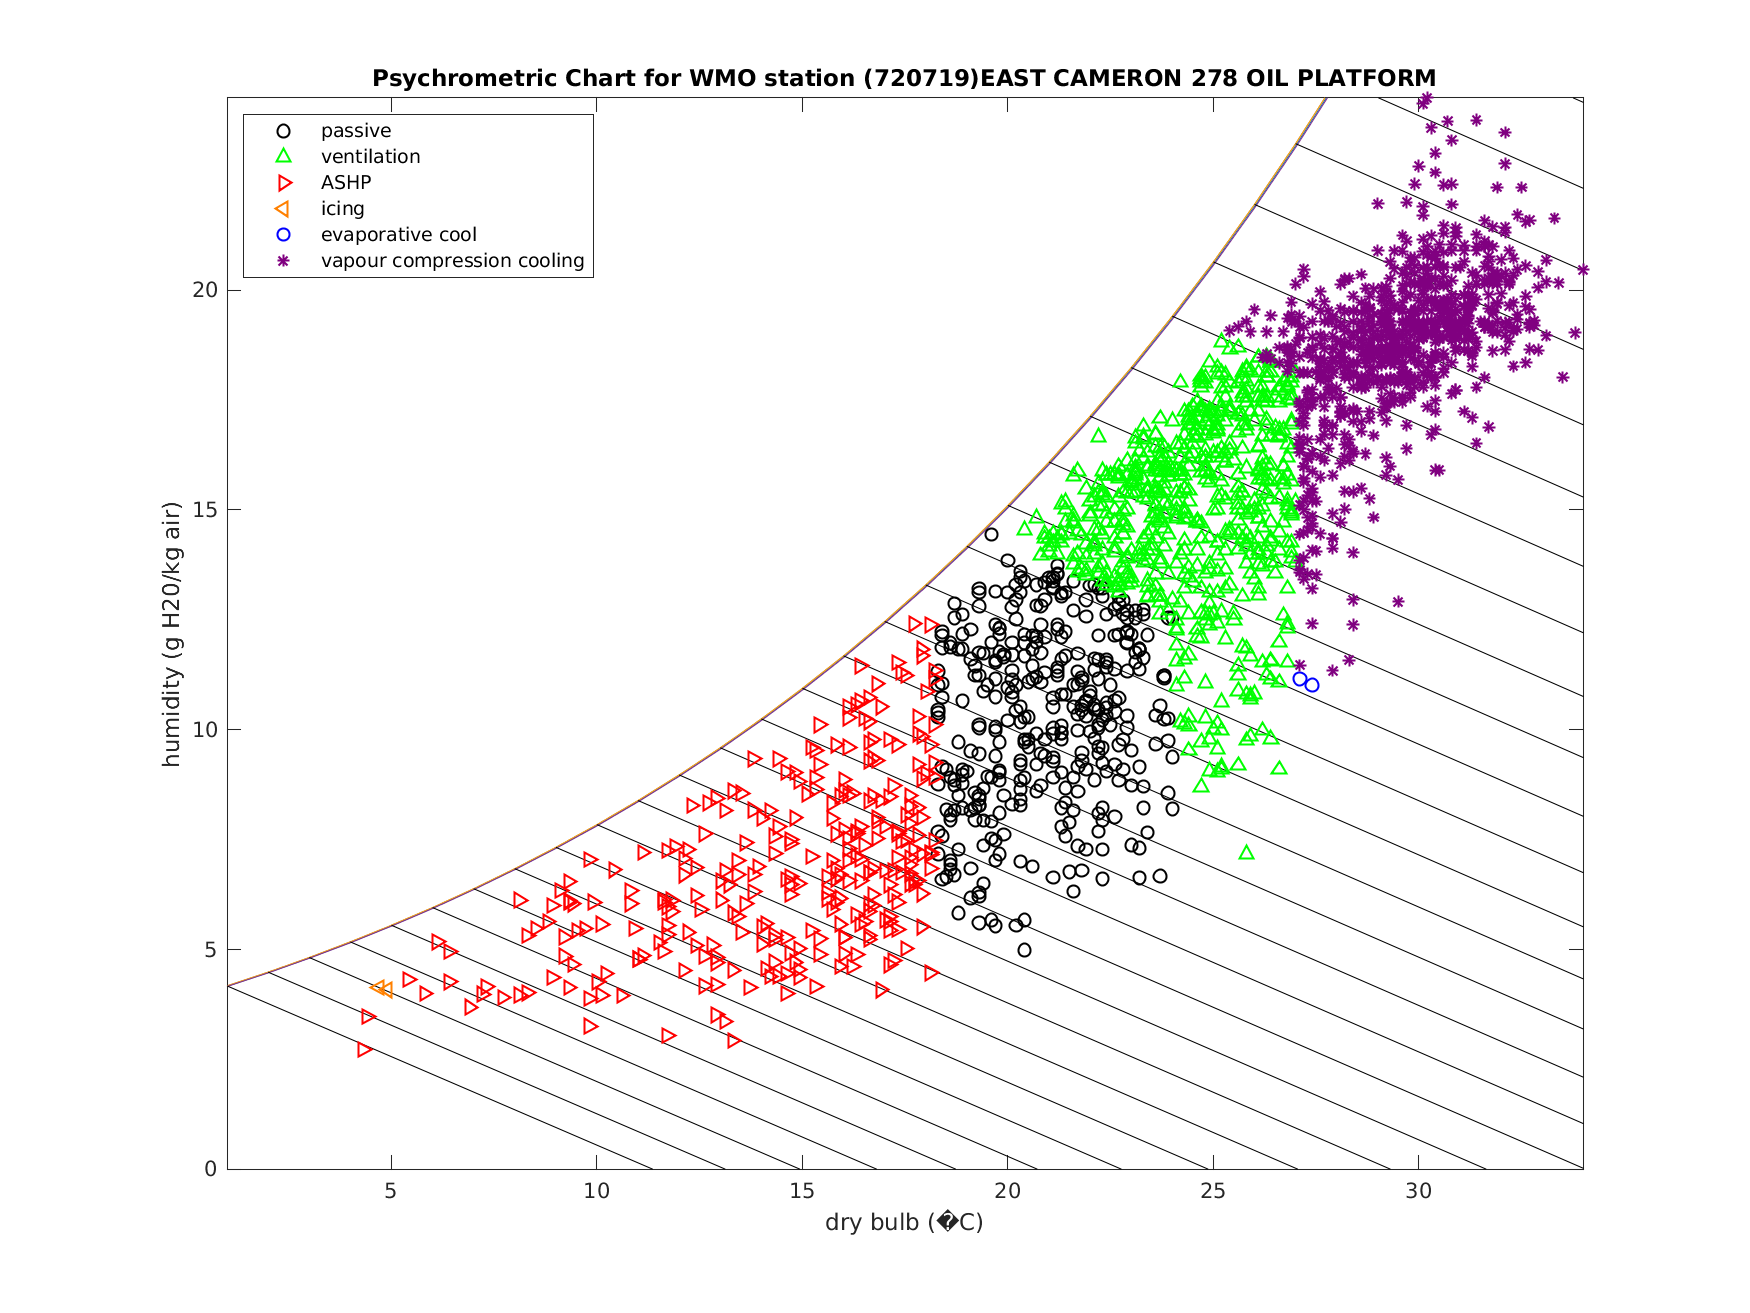 Psychrometric Chart for WMO station (720719)EAST CAMERON 278 OIL PLATFORM
passive
ventilation
ASHP
icing
evaporative cool
vapour compression cooling
humidity (g H20/kg air)
20
15
10
5
0
5 10 15 20 25 30
dry bulb (�C)